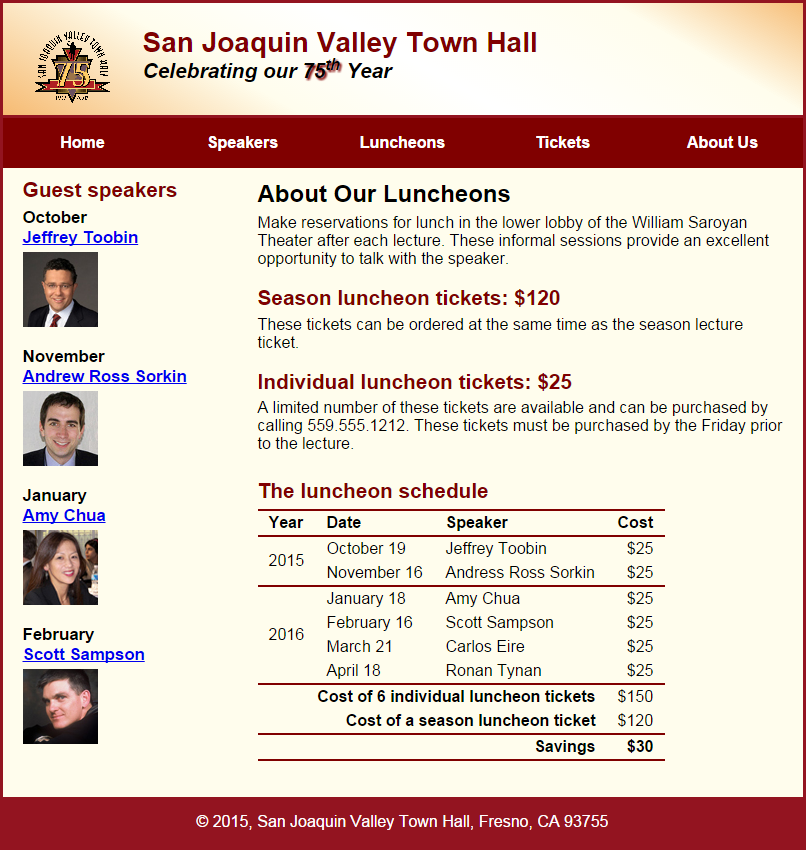 SAN JOAQUIN VALLEY TOWN HALL
75
San Joaquin Valley Town Hall
Celebrating our 75th Year
Home Speakers Luncheons Tickets About Us
Guest speakers
October
Jeffrey Toobin
November
Andrew Ross Sorkin
January
Amy Chua
February
Scott Sampson
About Our Luncheons
Make reservations for lunch in the lower lobby of the William Saroyan
Theater after each lecture. These informal sessions provide an excellent
opportunity to talk with the speaker.
Season luncheon tickets: $120
These tickets can be ordered at the same time as the season lecture
ticket.
Individual luncheon tickets: $25
A limited number of these tickets are available and can be purchased by
calling 559.555.1212. These tickets must be purchased by the Friday prior
to the lecture.
The luncheon schedule
Year Date Speaker Cost
2015 October 19 Jeffrey Toobin $25
November 16 Andress Ross Sorkin $25
2016 January 18 Amy Chua $25
February 16 Scott Sampson $25
March 21 Carlos Eire $25
April 18 Ronan Tynan $25
Cost of 6 individual luncheon tickets $150
Cost of a season luncheon ticket $120
Savings $30
© 2015, San Joaquin Valley Town Hall, Fresno, CA 93755